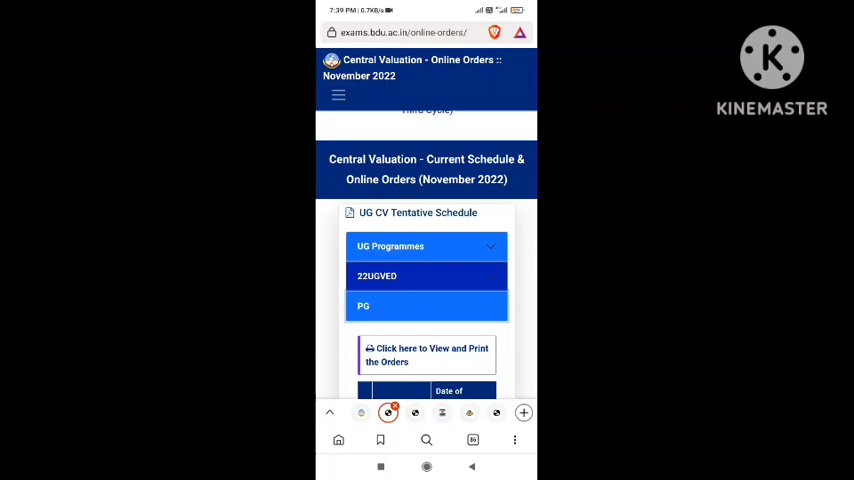 7:39 PM | 0.7KB/s
exams.bdu.ac.in/online-orders/
Central Valuation - Online Orders ::
November 2022
Third Cycle)
Central Valuation - Current Schedule &
Online Orders (November 2022)
UG CV Tentative Schedule
UG Programmes
22UGVED
PG
Click here to View and Print
the Orders
Date of
K
KINEMASTER